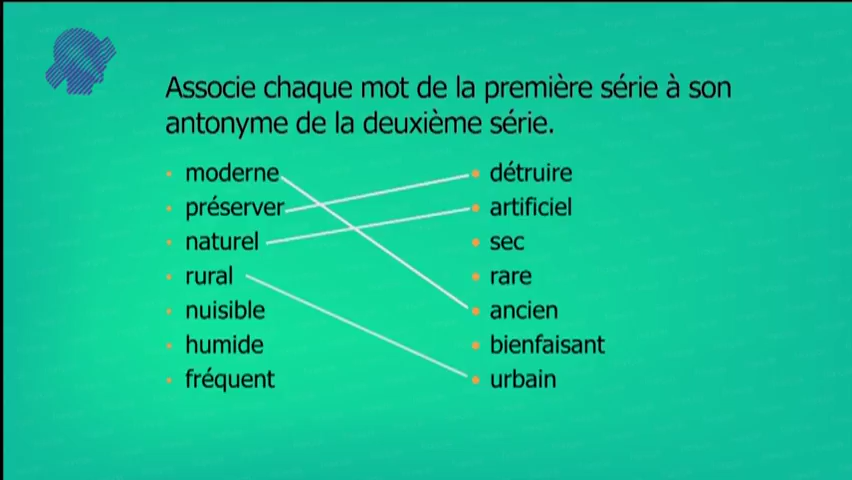 Associe chaque mot de la première série à son
antonyme de la deuxième série.
moderne détruire
préserver artificiel
naturel sec
rural rare
nuisible ancien
humide bienfaisant
fréquent urbain